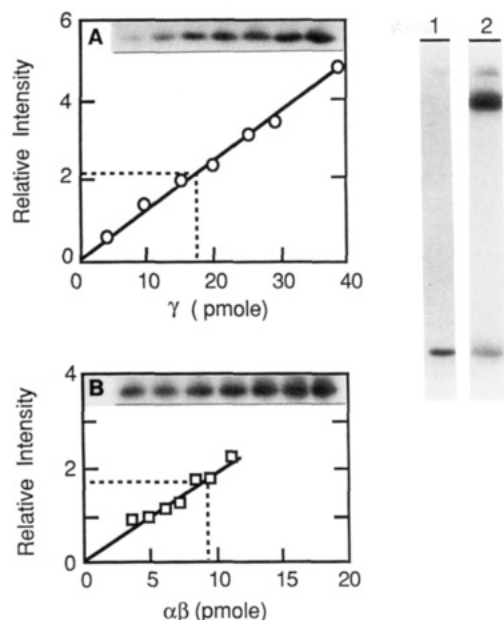 A
Relative Intensity
6
4
2
0
0 10 20 30 40
γ ( pmole)
B
Relative Intensity
4
2
0
0 5 10 15 20
αβ (pmole)
1 2